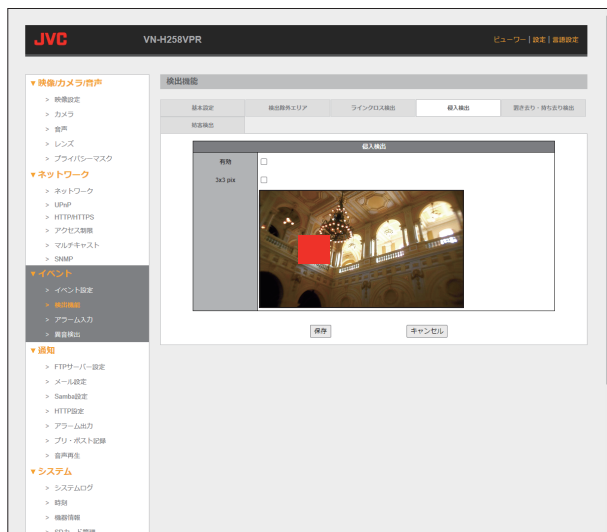 JVC
VN-H258VPR
ビューワー | 設定 | 言語設定
▼映像/カメラ/音声
> 映像設定
> カメラ
> 音声
> レンズ
> プライバシーマスク
▼ネットワーク
> ネットワーク
> UPnP
> HTTP/HTTPS
> アクセス制限
> マルチキャスト
> SNMP
▼イベント
> イベント設定
> 検出機能
> アラーム入力
> 異音検出
▼通知
> FTPサーバー設定
> メール設定
> Samba設定
> HTTP設定
> アラーム出力
> プリ・ポスト記録
> 音声再生
▼システム
> システムログ
> 時刻
> 機器情報
> SDカード管理
検出機能
基本設定
検出除外エリア
ラインクロス検出
侵入検出
置き去り・持ち去り検出
妨害検出
侵入検出
有効
3x3 pix
保存
キャンセル